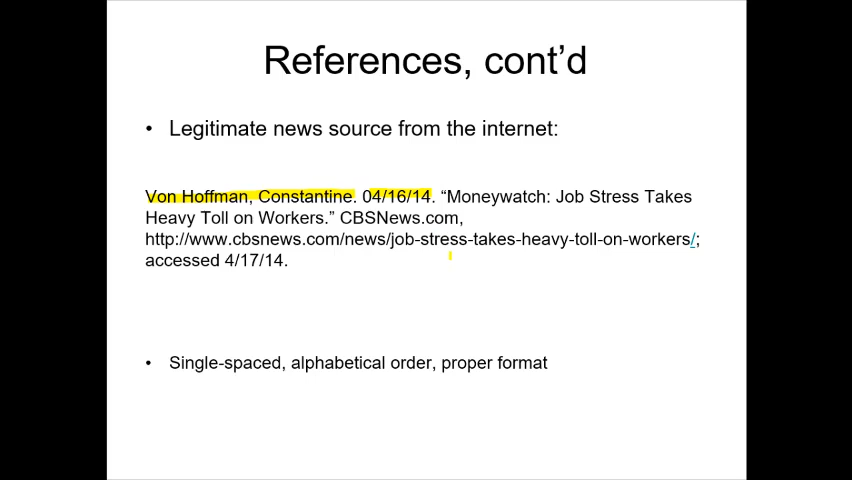 References, cont’d
• Legitimate news source from the internet:
Von Hoffman, Constantine. 04/16/14. “Moneywatch: Job Stress Takes
Heavy Toll on Workers.” CBSNews.com,
http://www.cbsnews.com/news/job-stress-takes-heavy-toll-on-workers/;
accessed 4/17/14.
• Single-spaced, alphabetical order, proper format